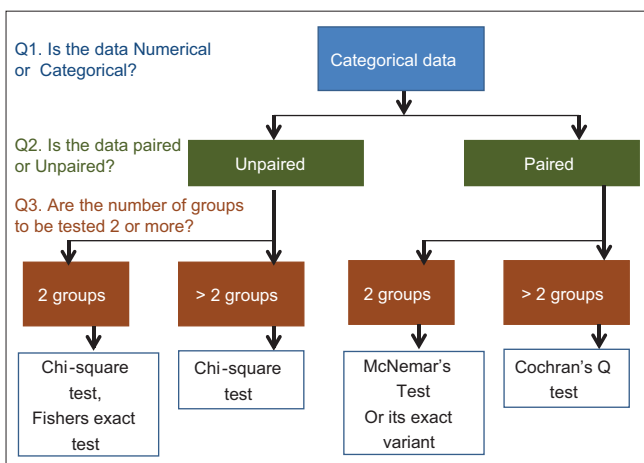 Q1. Is the data Numerical
or Categorical?
Categorical data
Q2. Is the data paired
or Unpaired?
Unpaired
Paired
Q3. Are the number of groups
to be tested 2 or more?
2 groups
> 2 groups
2 groups
> 2 groups
Chi-square
test,
Fishers exact
test
Chi-square
test
McNemar's
Test
Or its exact
variant
Cochran's Q
test